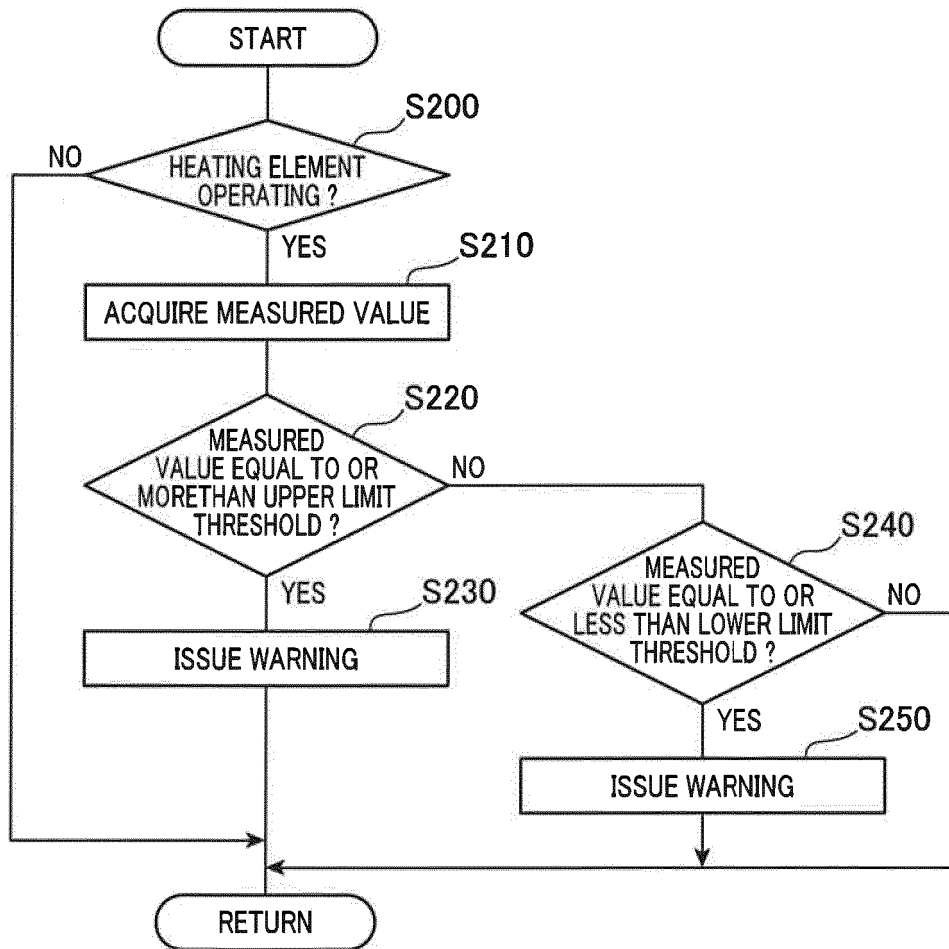 START
S200
NO
HEATING ELEMENT
OPERATING ?
YES
S210
ACQUIRE MEASURED VALUE
S220
MEASURED
VALUE EQUAL TO OR
MORETHAN UPPER LIMIT
THRESHOLD ?
NO
YES
S230
ISSUE WARNING
S240
MEASURED
VALUE EQUAL TO OR
LESS THAN LOWER LIMIT
THRESHOLD ?
NO
YES
S250
ISSUE WARNING
RETURN